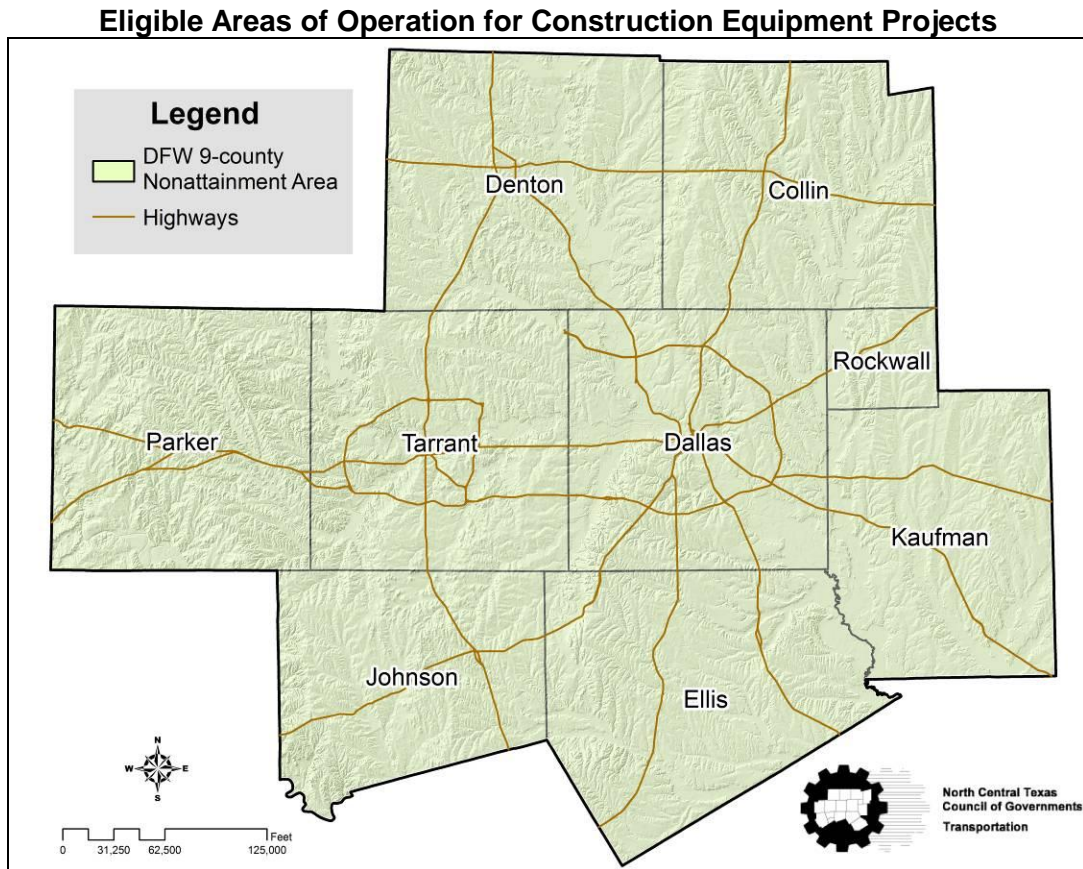 Eligible Areas of Operation for Construction Equipment Projects
Legend
DFW 9-county
Nonattainment Area
Highways
Denton
Collin
Rockwall
Parker
Tarrant
Dallas
Kaufman
Johnson
Ellis
N
W
E
S
Feet
0
31,250
62,500
125,000
North Central Texas
Council of Governments
Transportation